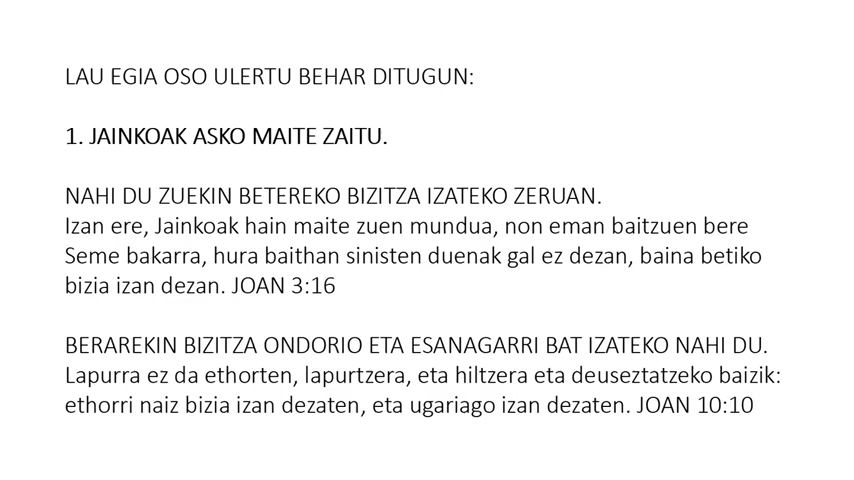 LAU EGIA OSO ULERTU BEHAR DITUGUN:
1. JAINKOAK ASKO MAITE ZAITU.
NAHI DU ZUEKIN BETEREKO BIZITZA IZATEKO ZERUAN.
Izan ere, Jainkoak hain maite zuen mundua, non eman baitzuen bere
Seme bakarra, hura baithan sinisten duenak gal ez dezan, baina betiko
bizia izan dezan. JOAN 3:16
BERAREKIN BIZITZA ONDORIO ETA ESANAGARRI BAT IZATEKO NAHI DU.
Lapurra ez da ethorten, lapurtzera, eta hiltzera eta deuseztatzeko baizik:
ethorri naiz bizia izan dezaten, eta ugariago izan dezaten. JOAN 10:10